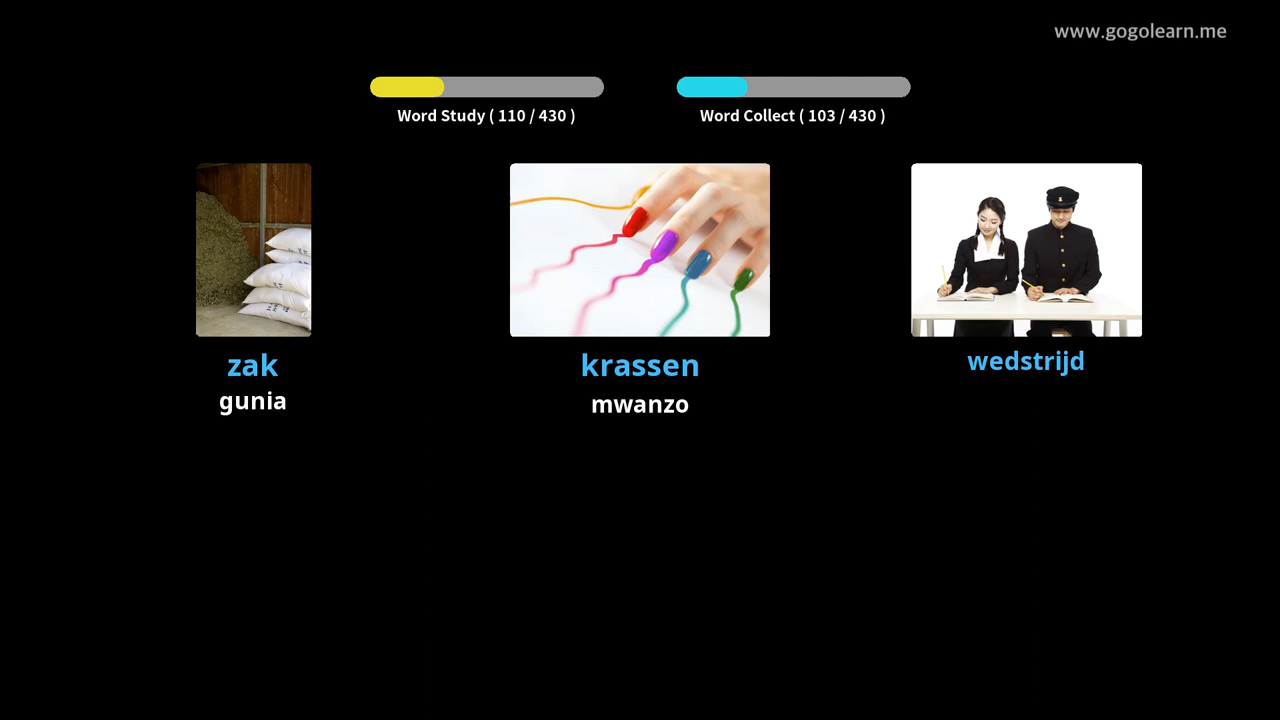 www.gogolearn.me
Word Study ( 110 / 430 )
Word Collect ( 103 / 430 )
zak
gunia
krassen
mwanzo
wedstrijd